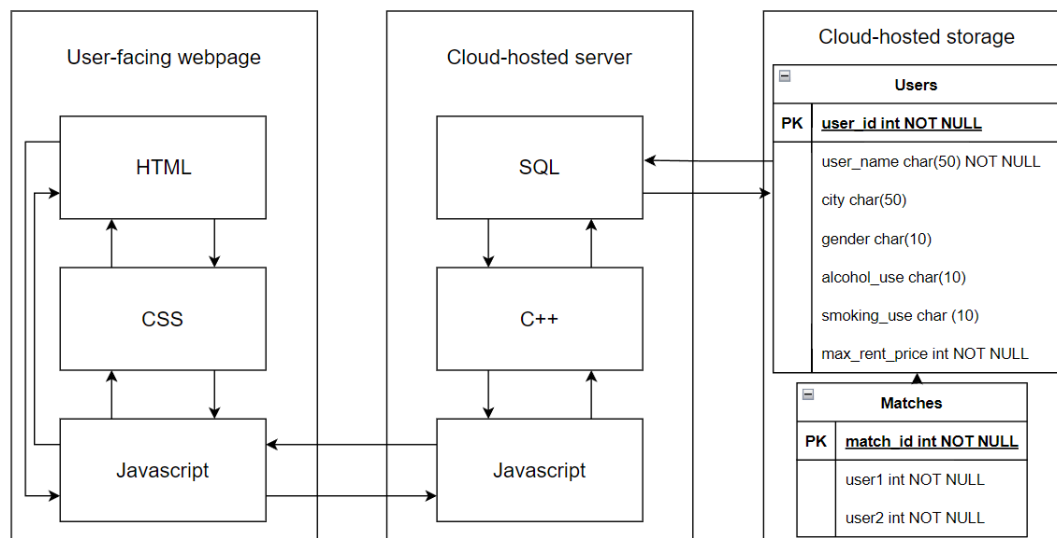 User-facing webpage
HTML
CSS
Javascript
Cloud-hosted server
SQL
C++
Javascript
Cloud-hosted storage
Users
PK user_id int NOT NULL
user_name char(50) NOT NULL
city char(50)
gender char(10)
alcohol_use char(10)
smoking_use char (10)
max_rent_price int NOT NULL
Matches
PK match_id int NOT NULL
user1 int NOT NULL
user2 int NOT NULL